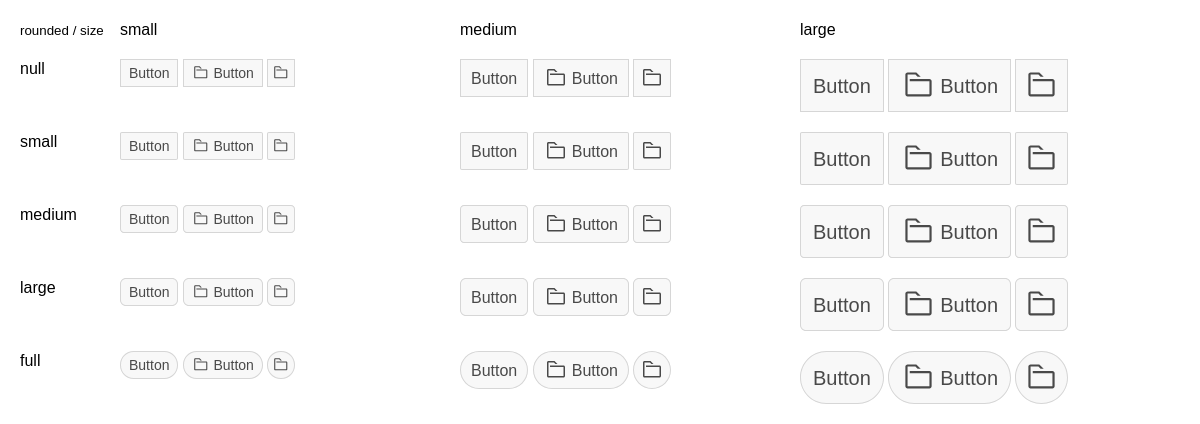 rounded / size small medium large
null Button Button Button Button Button Button
small Button Button Button Button Button Button
medium Button Button Button Button Button Button
large Button Button Button Button Button Button
full Button Button Button Button Button Button